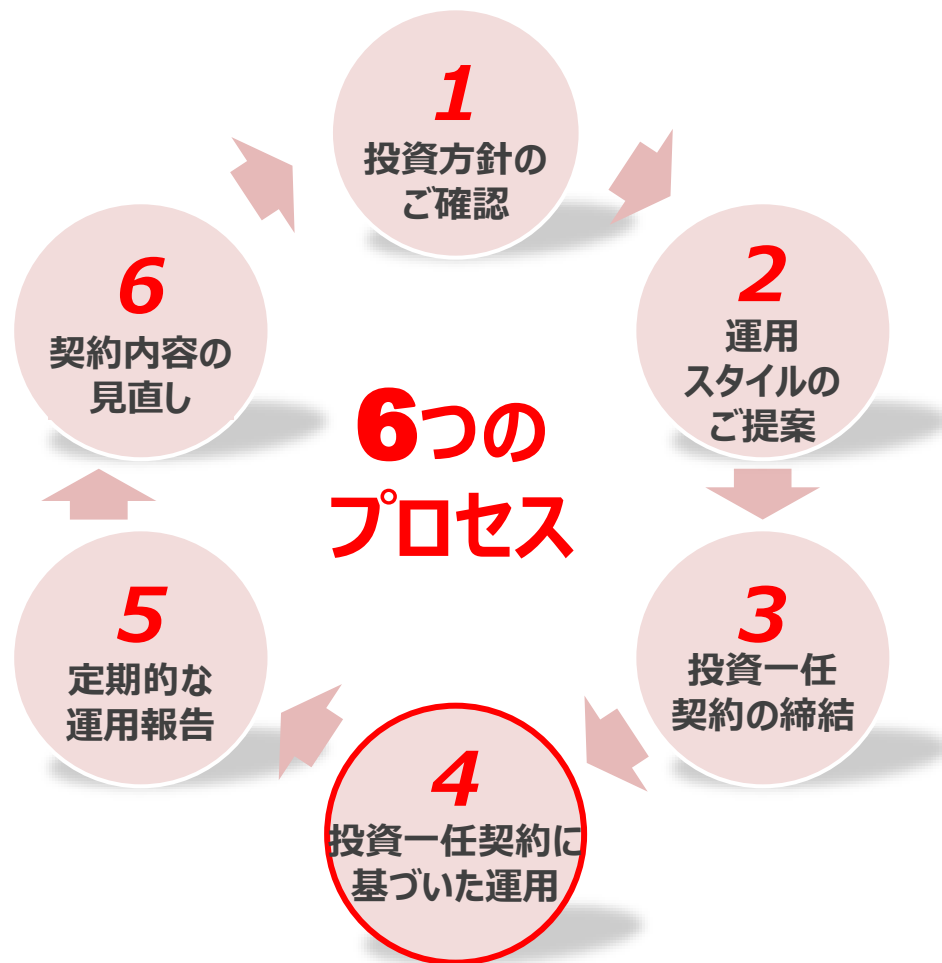 1
投資方針の
ご確認
2
運用
スタイルの
ご提案
3
投資一任
契約の締結
4
投資一任契約に
基づいた運用
5
定期的な
運用報告
6
契約内容の
見直し
6つの
プロセス